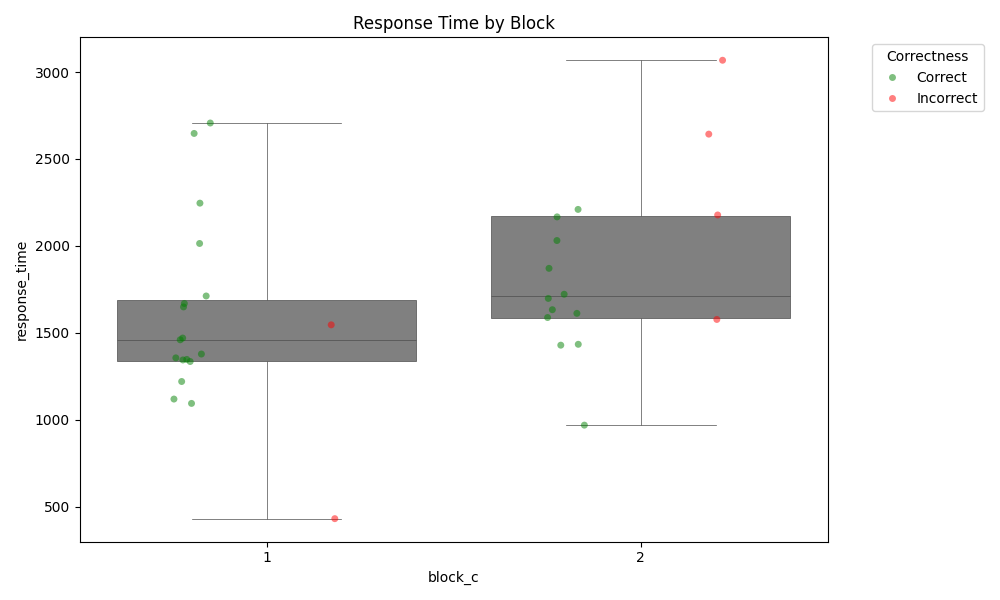 Response Time by Block
Correctness
Correct
Incorrect
3000
2500
2000
1500
1000
500
response_time
1
2
block_c